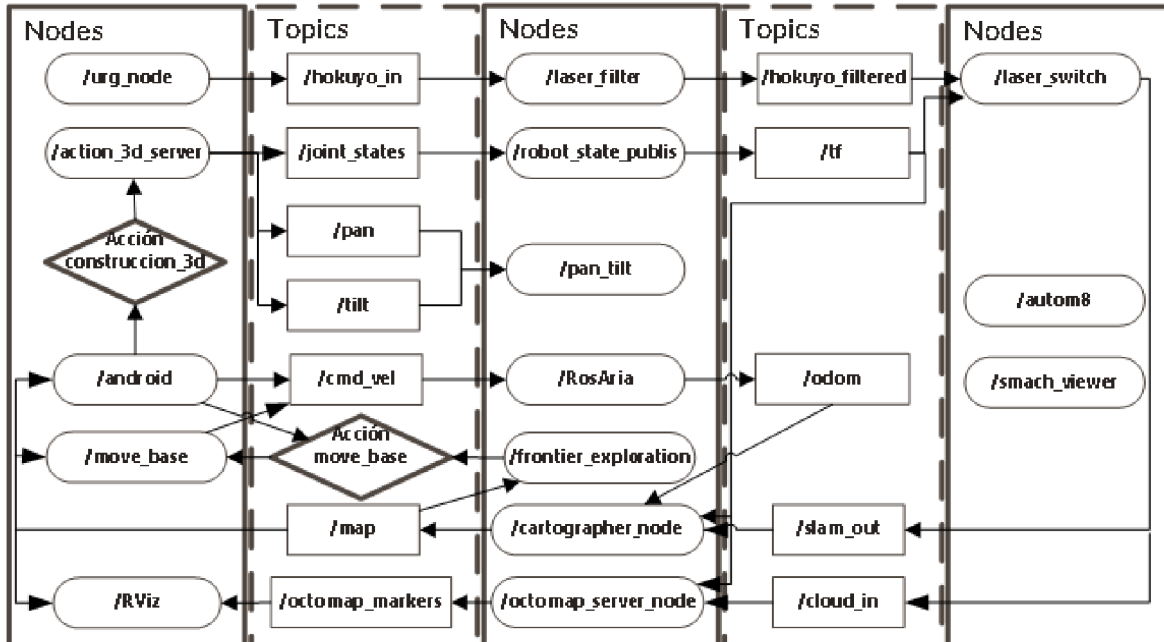 Nodes
Topics
Nodes
Topics
Nodes
/urg_node
/hokuyo_in
/laser_filter
/hokuyo_filtered
/laser_switch
/action_3d_server
/joint_states
/robot_state_publis
/tf
Acción
construccion_3d
/pan
/tilt
/pan_tilt
/autom8
/android
/cmd_vel
/RosAria
/odom
/smach_viewer
/move_base
Acción
move_base
/frontier_exploration
/map
/cartographer_node
/slam_out
/RViz
/octomap_markers
/octomap_server_node
/cloud_in